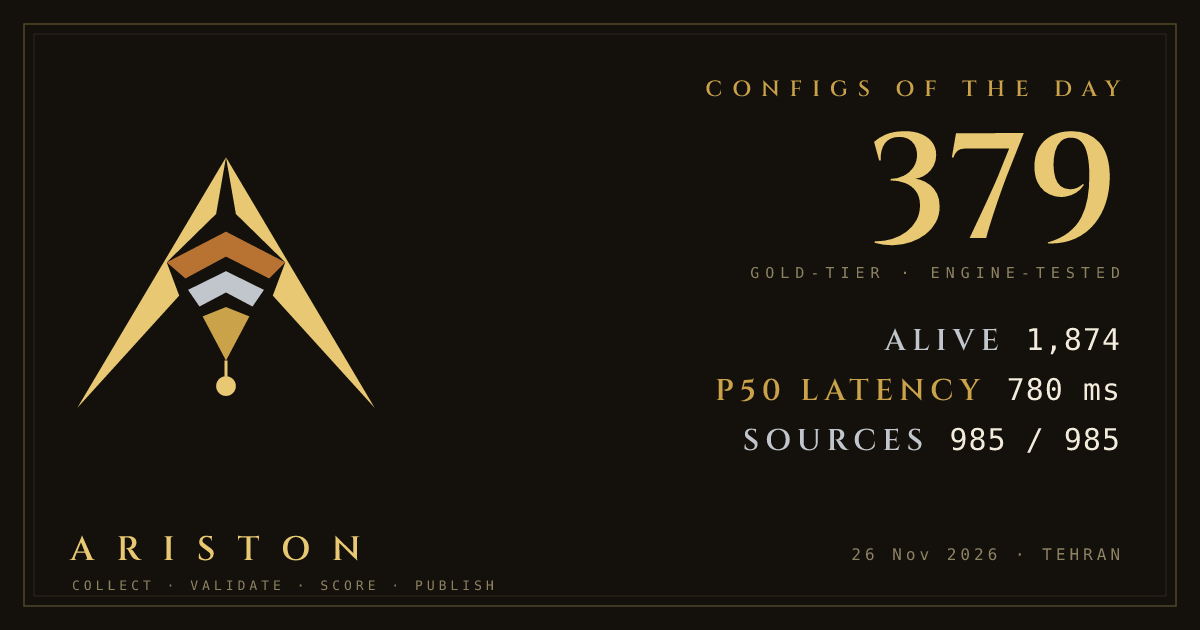 CONFIGS OF THE DAY
379
GOLD-TIER · ENGINE-TESTED
ALIVE 1,874
P50 LATENCY 780 ms
SOURCES 985 / 985
ARISTON
COLLECT · VALIDATE · SCORE · PUBLISH
26 Nov 2026 · TEHRAN